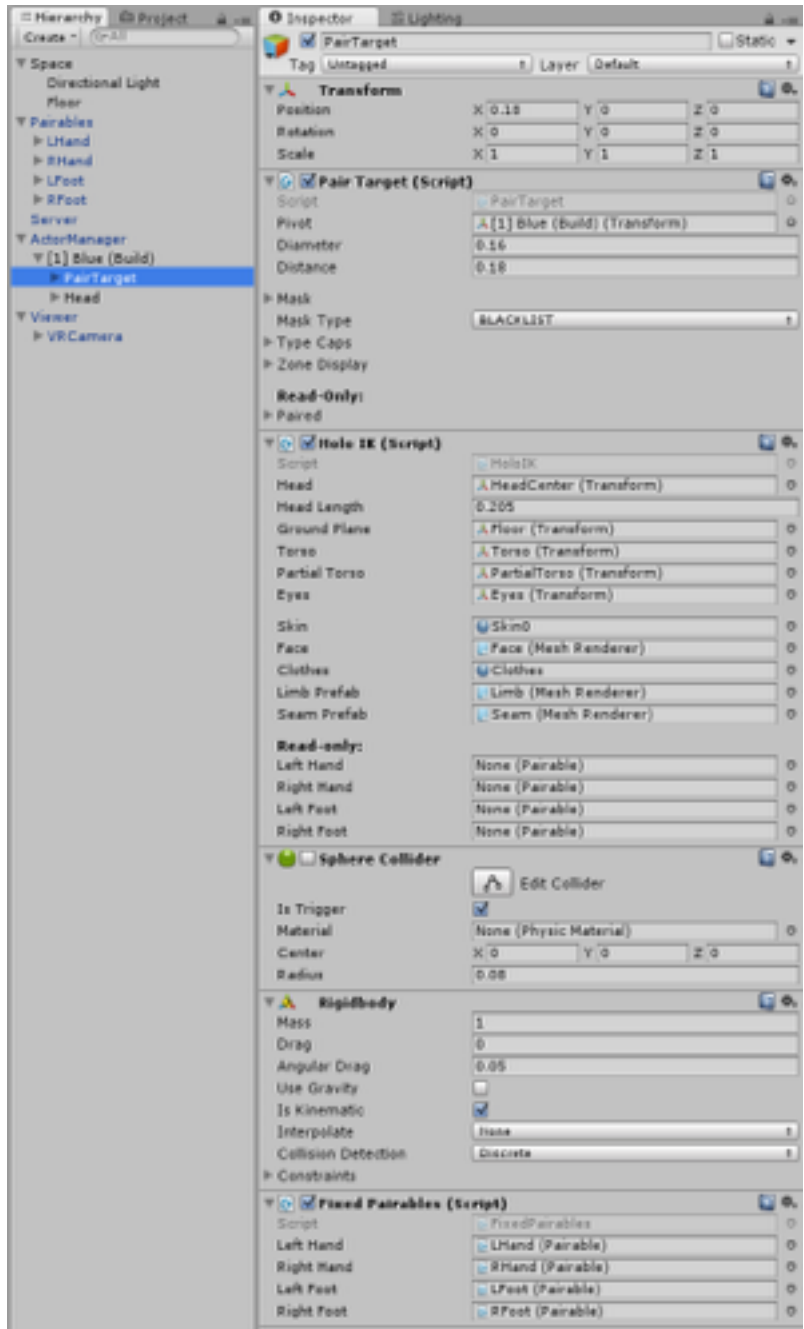 Hierarchy Project
Create GrAll
Space
Directional Light
Floor
Pairables
LHand
RHand
LFoot
RFoot
Server
ActorManager
[1] Blue (Build)
PairTarget
Head
Viewer
VRCamera
Inspector Lighting
PairTarget Static
Tag Untagged Layer Default
Transform
Position X 0.18 Y 0 Z 0
Rotation X 0 Y 0 Z 0
Scale X 1 Y 1 Z 1
Pair Target (Script)
Script PairTarget
Pivot [1] Blue (Build) (Transform)
Diameter 0.16
Distance 0.18
Mask
Mask Type BLACKLIST
Type Caps
Zone Display
Read-Only:
Paired
Holo IK (Script)
Script HoloIK
Head HeadCenter (Transform)
Head Length 0.205
Ground Plane Floor (Transform)
Torso Torso (Transform)
Partial Torso PartialTorso (Transform)
Eyes Eyes (Transform)
Skin Skin0
Face Face (Mesh Renderer)
Clothes Clothes
Limb Prefab Limb (Mesh Renderer)
Seam Prefab Seam (Mesh Renderer)
Read-only:
Left Hand None (Pairable)
Right Hand None (Pairable)
Left Foot None (Pairable)
Right Foot None (Pairable)
Sphere Collider
Edit Collider
Is Trigger
Material None (Physic Material)
Center X 0 Y 0 Z 0
Radius 0.08
Rigidbody
Mass 1
Drag 0
Angular Drag 0.05
Use Gravity
Is Kinematic
Interpolate None
Collision Detection Discrete
Constraints
Fixed Pairables (Script)
Script FixedPairables
Left Hand LHand (Pairable)
Right Hand RHand (Pairable)
Left Foot LFoot (Pairable)
Right Foot RFoot (Pairable)